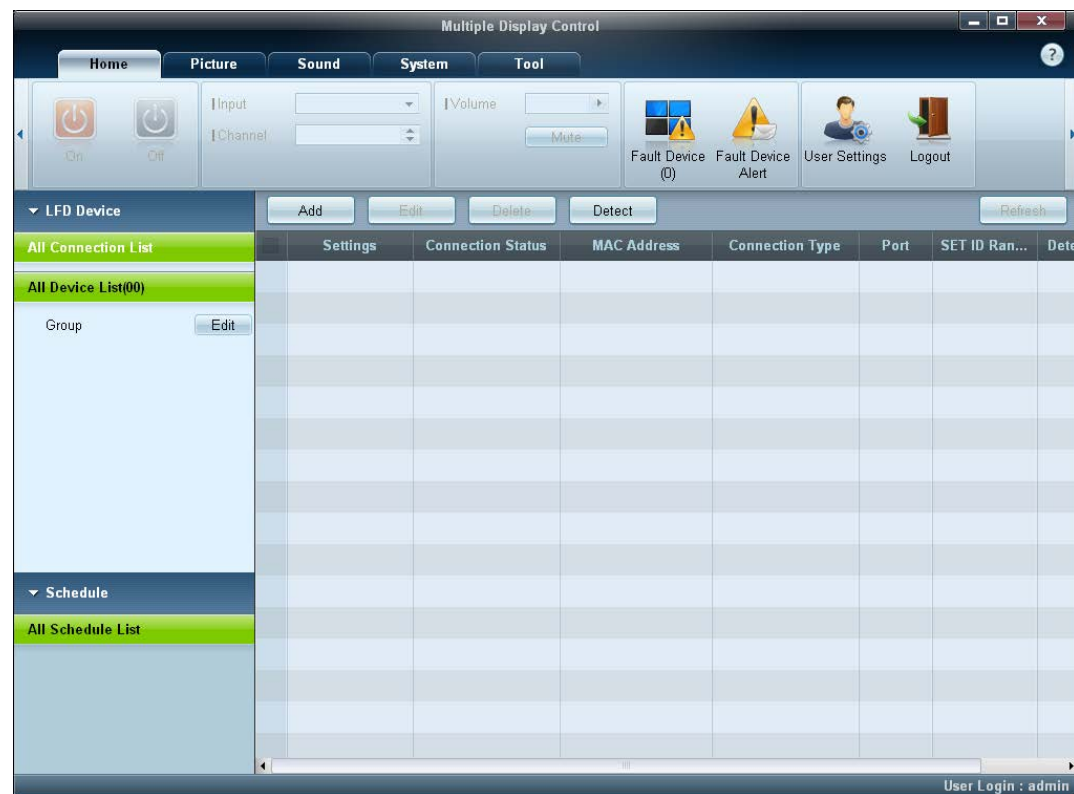 Multiple Display Control
Home Picture Sound System Tool
Input
Channel
On Off
Volume
Mute
Fault Device (0)
Fault Device Alert
User Settings
Logout
LFD Device
Add Edit Delete Detect Refresh
All Connection List
Settings Connection Status MAC Address Connection Type Port SET ID Ran... Dete
All Device List(00)
Group Edit
Schedule
All Schedule List
User Login : admin